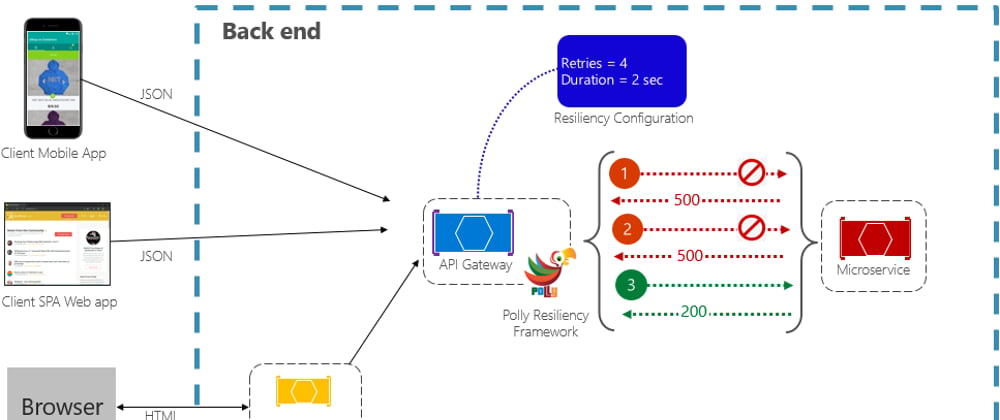 Back end
Retries = 4
Duration = 2 sec
Resiliency Configuration
JSON
Client Mobile App
1
500
2
500
3
200
API Gateway
Microservice
JSON
Client SPA Web app
POLLY
Polly Resiliency
Framework
Browser
HTML